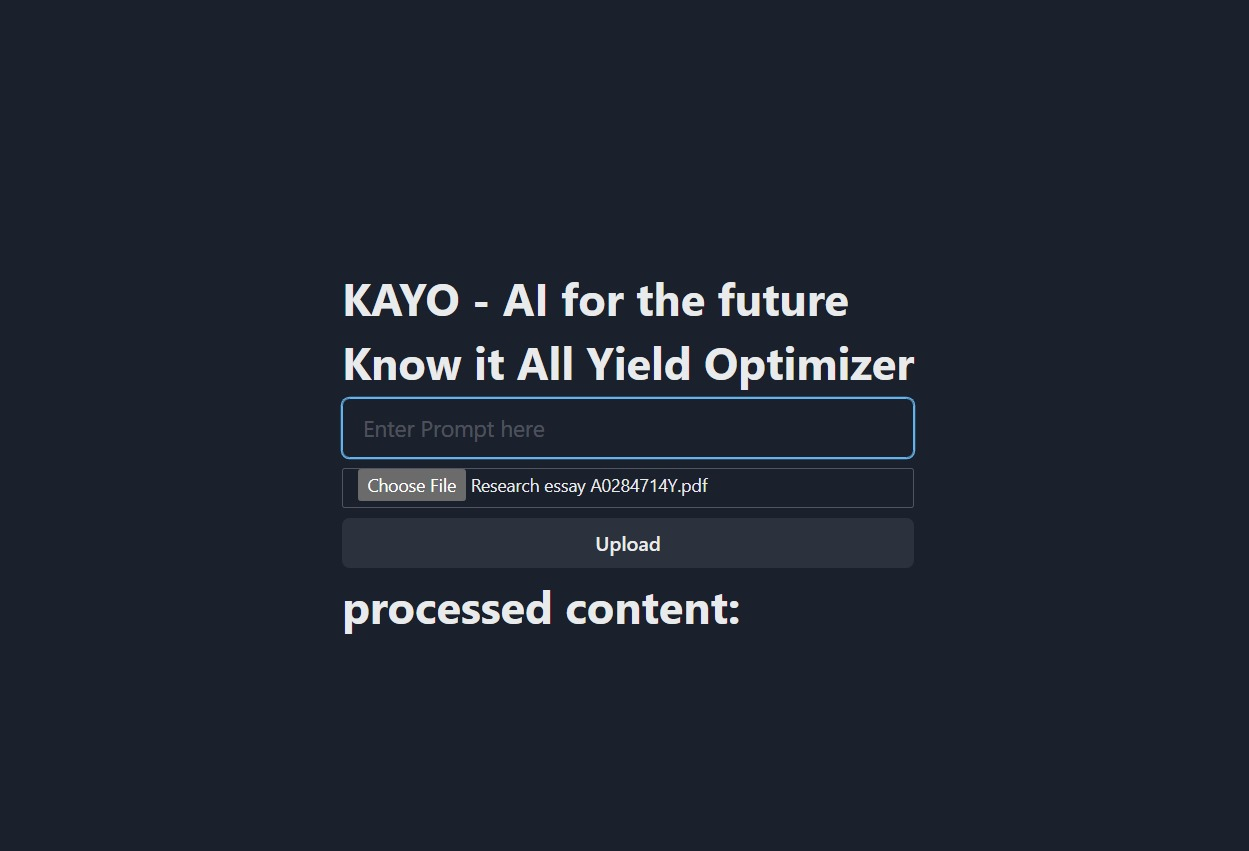 KAYO - AI for the future
Know it All Yield Optimizer
Enter Prompt here
Choose File Research essay A0284714Y.pdf
Upload
processed content: